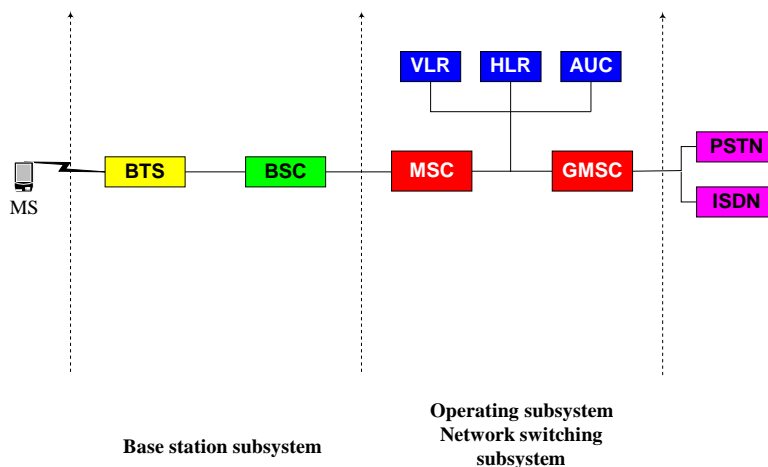 VLR
HLR
AUC
MS
BTS
BSC
MSC
GMSC
PSTN
ISDN
Base station subsystem
Operating subsystem
Network switching
subsystem